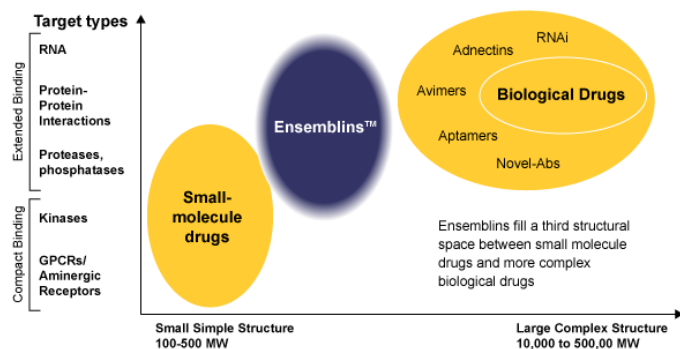 Target types
Extended Binding
RNA
Protein-
Protein
Interactions
Proteases,
phosphatases
Compact Binding
Kinases
GPCRs/
Aminergic
Receptors
Small-
molecule
drugs
Ensemblins™
Adnectins
RNAi
Avimers
Biological Drugs
Aptamers
Novel-Abs
Ensemblins fill a third structural
space between small molecule
drugs and more complex
biological drugs
Small Simple Structure
100-500 MW
Large Complex Structure
10,000 to 500,00 MW